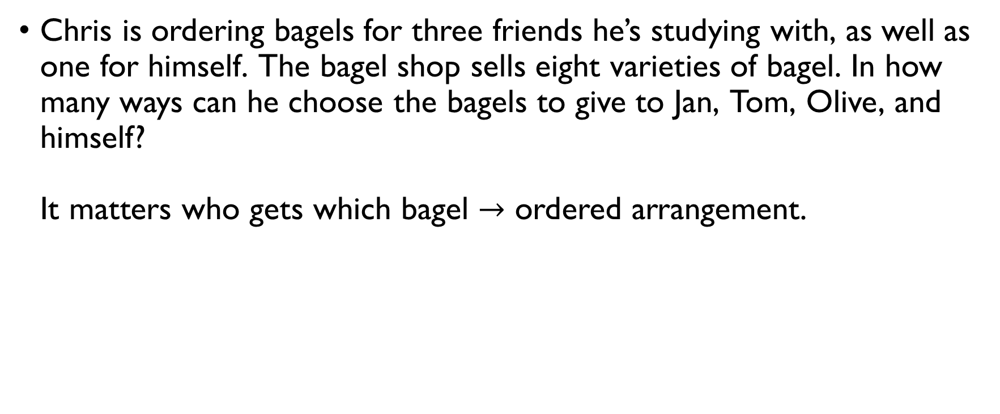 • Chris is ordering bagels for three friends he’s studying with, as well as
one for himself. The bagel shop sells eight varieties of bagel. In how
many ways can he choose the bagels to give to Jan, Tom, Olive, and
himself?
It matters who gets which bagel → ordered arrangement.